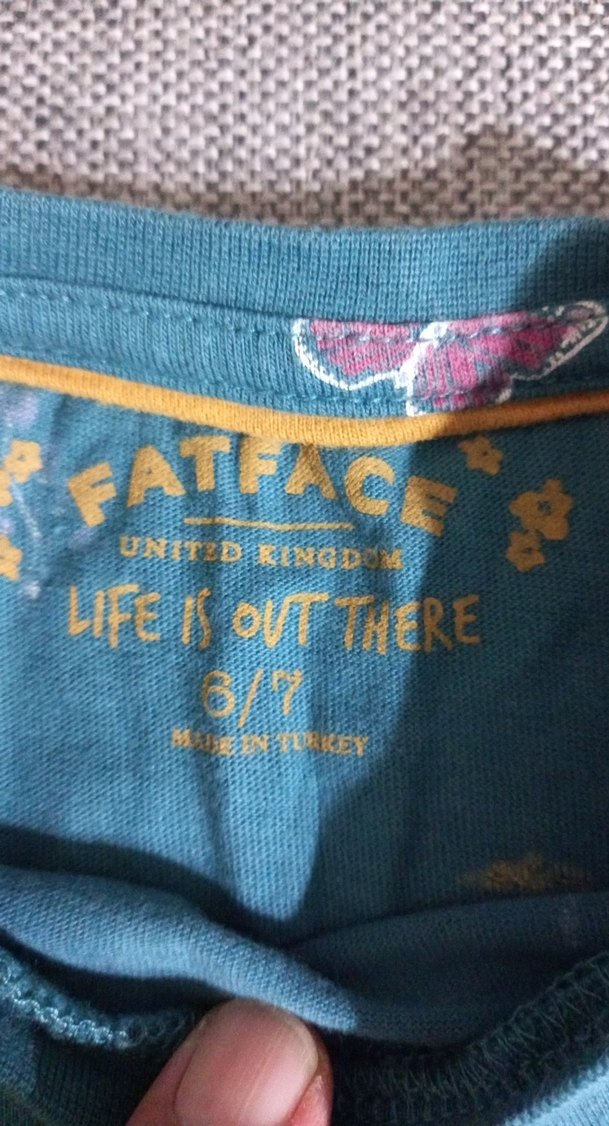 FATFACE
UNITED KINGDOM
LIFE IS OUT THERE
6/7
MADE IN TURKEY